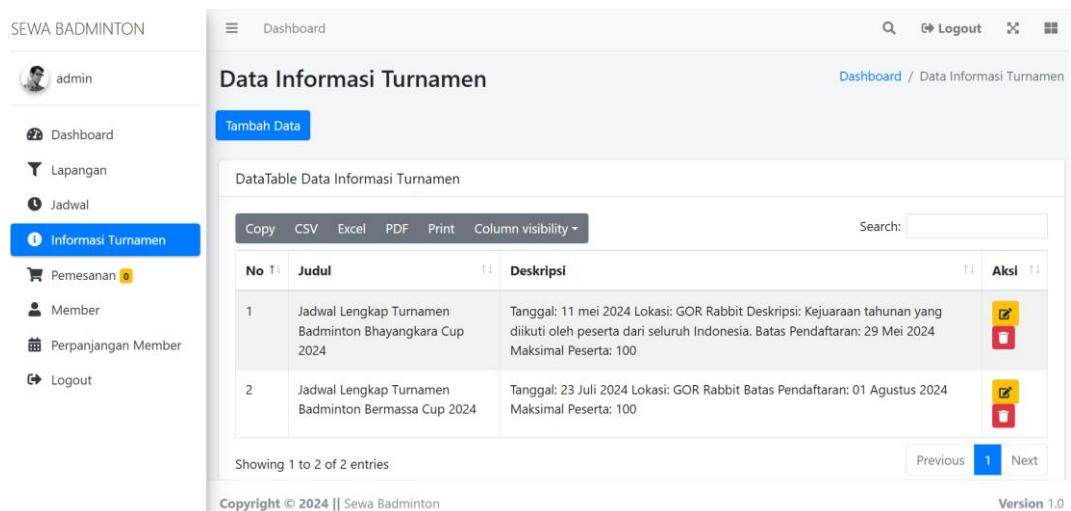 SEWA BADMINTON
Dashboard
Logout
admin
Data Informasi Turnamen
Dashboard / Data Informasi Turnamen
Dashboard
Lapangan
Jadwal
Informasi Turnamen
Pemesanan 0
Member
Perpanjangan Member
Logout
Tambah Data
DataTable Data Informasi Turnamen
Copy CSV Excel PDF Print Column visibility
Search:
No Judul Deskripsi Aksi
1 Jadwal Lengkap Turnamen Tanggal: 11 mei 2024 Lokasi: GOR Rabbit Deskripsi: Kejuaraan tahunan yang
Badminton Bhayangkara Cup diikuti oleh peserta dari seluruh Indonesia. Batas Pendaftaran: 29 Mei 2024
2024 Maksimal Peserta: 100
2 Jadwal Lengkap Turnamen Tanggal: 23 Juli 2024 Lokasi: GOR Rabbit Batas Pendaftaran: 01 Agustus 2024
Badminton Bermassa Cup 2024 Maksimal Peserta: 100
Showing 1 to 2 of 2 entries
Previous 1 Next
Copyright © 2024 || Sewa Badminton
Version 1.0